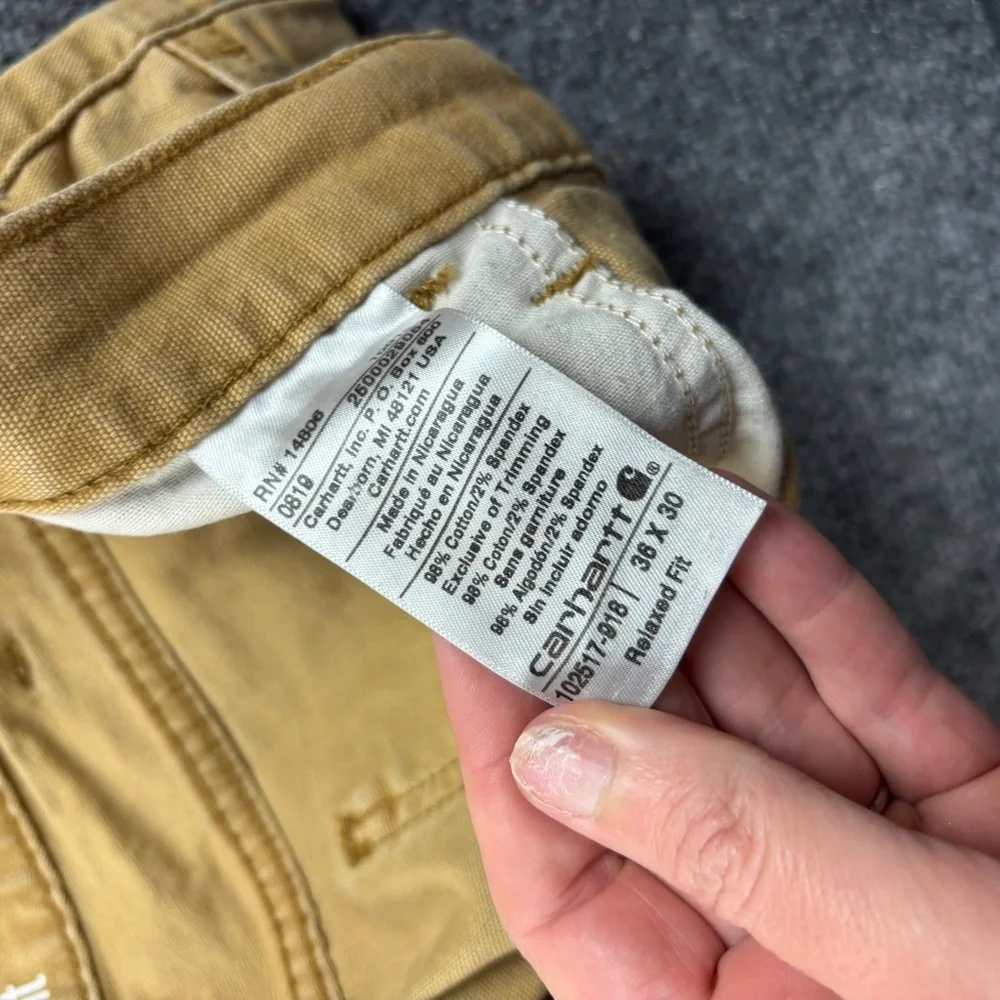 RN# 14806
0819 2500029054
Carhartt, Inc. P. O. Box 600
Dearborn, MI 48121 USA
Carhartt.com
Made in Nicaragua
Fabriqué au Nicaragua
Hecho en Nicaragua
98% Cotton/2% Spandex
Exclusive of Trimming
98% Coton/2% Spandex
Sans garniture
98% Algodón/2% Spandex
Sin incluir adorno
carhartt ®
102517-918 | 36 X 30
Relaxed Fit